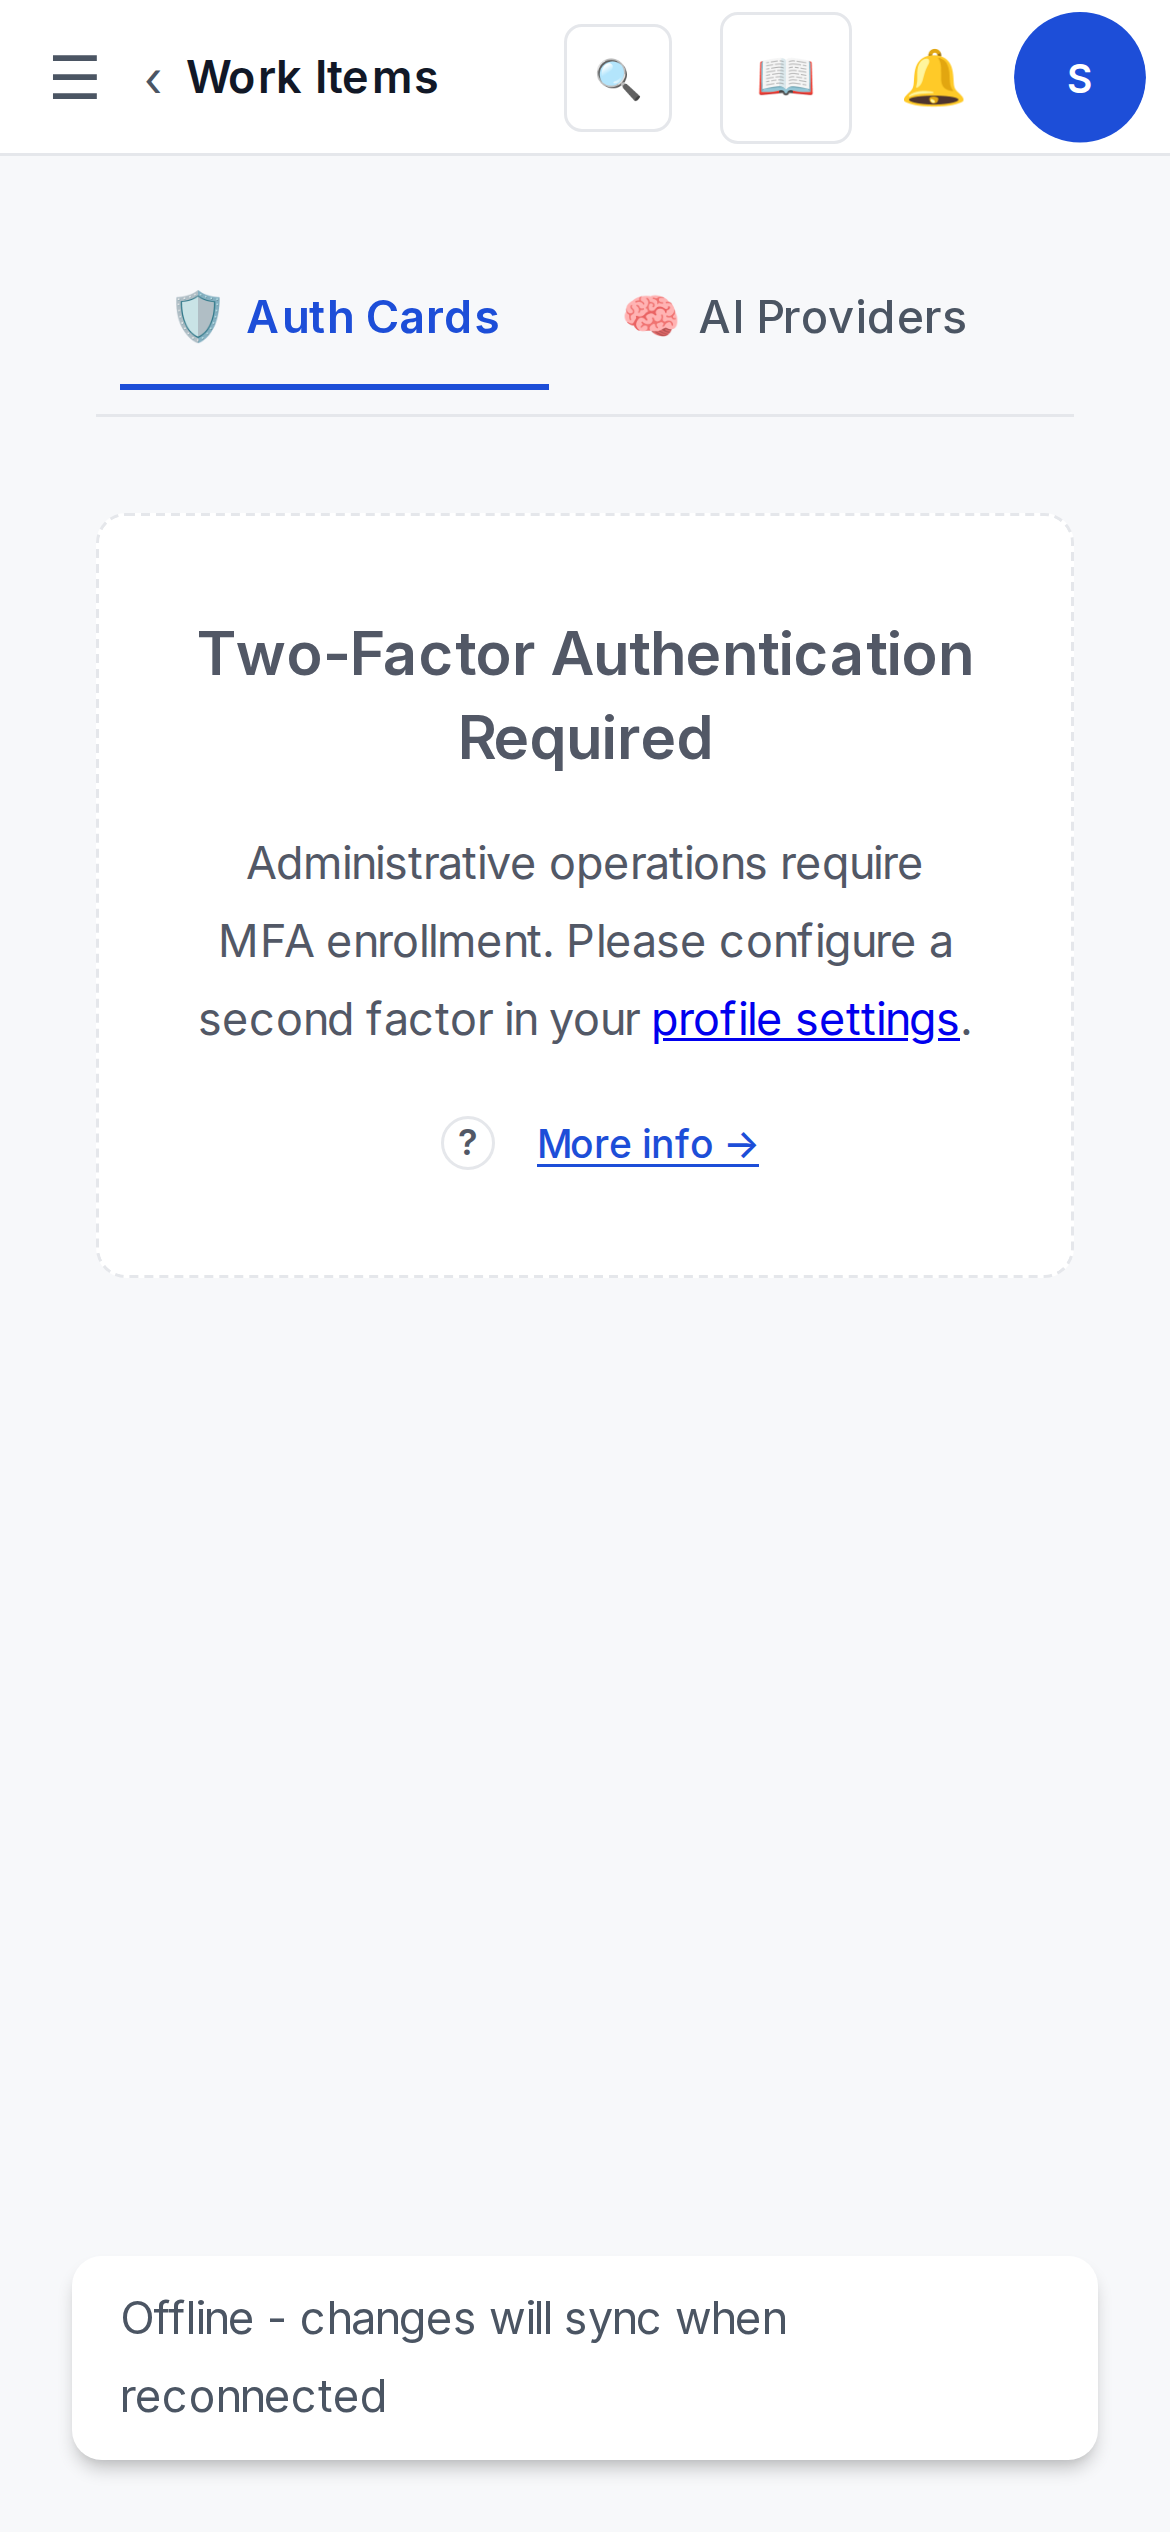 ☰ ‹ Work Items 🔍 📖 🔔 S
🛡️ Auth Cards 🧠 AI Providers
Two-Factor Authentication
Required
Administrative operations require
MFA enrollment. Please configure a
second factor in your profile settings.
? More info →
Offline - changes will sync when
reconnected